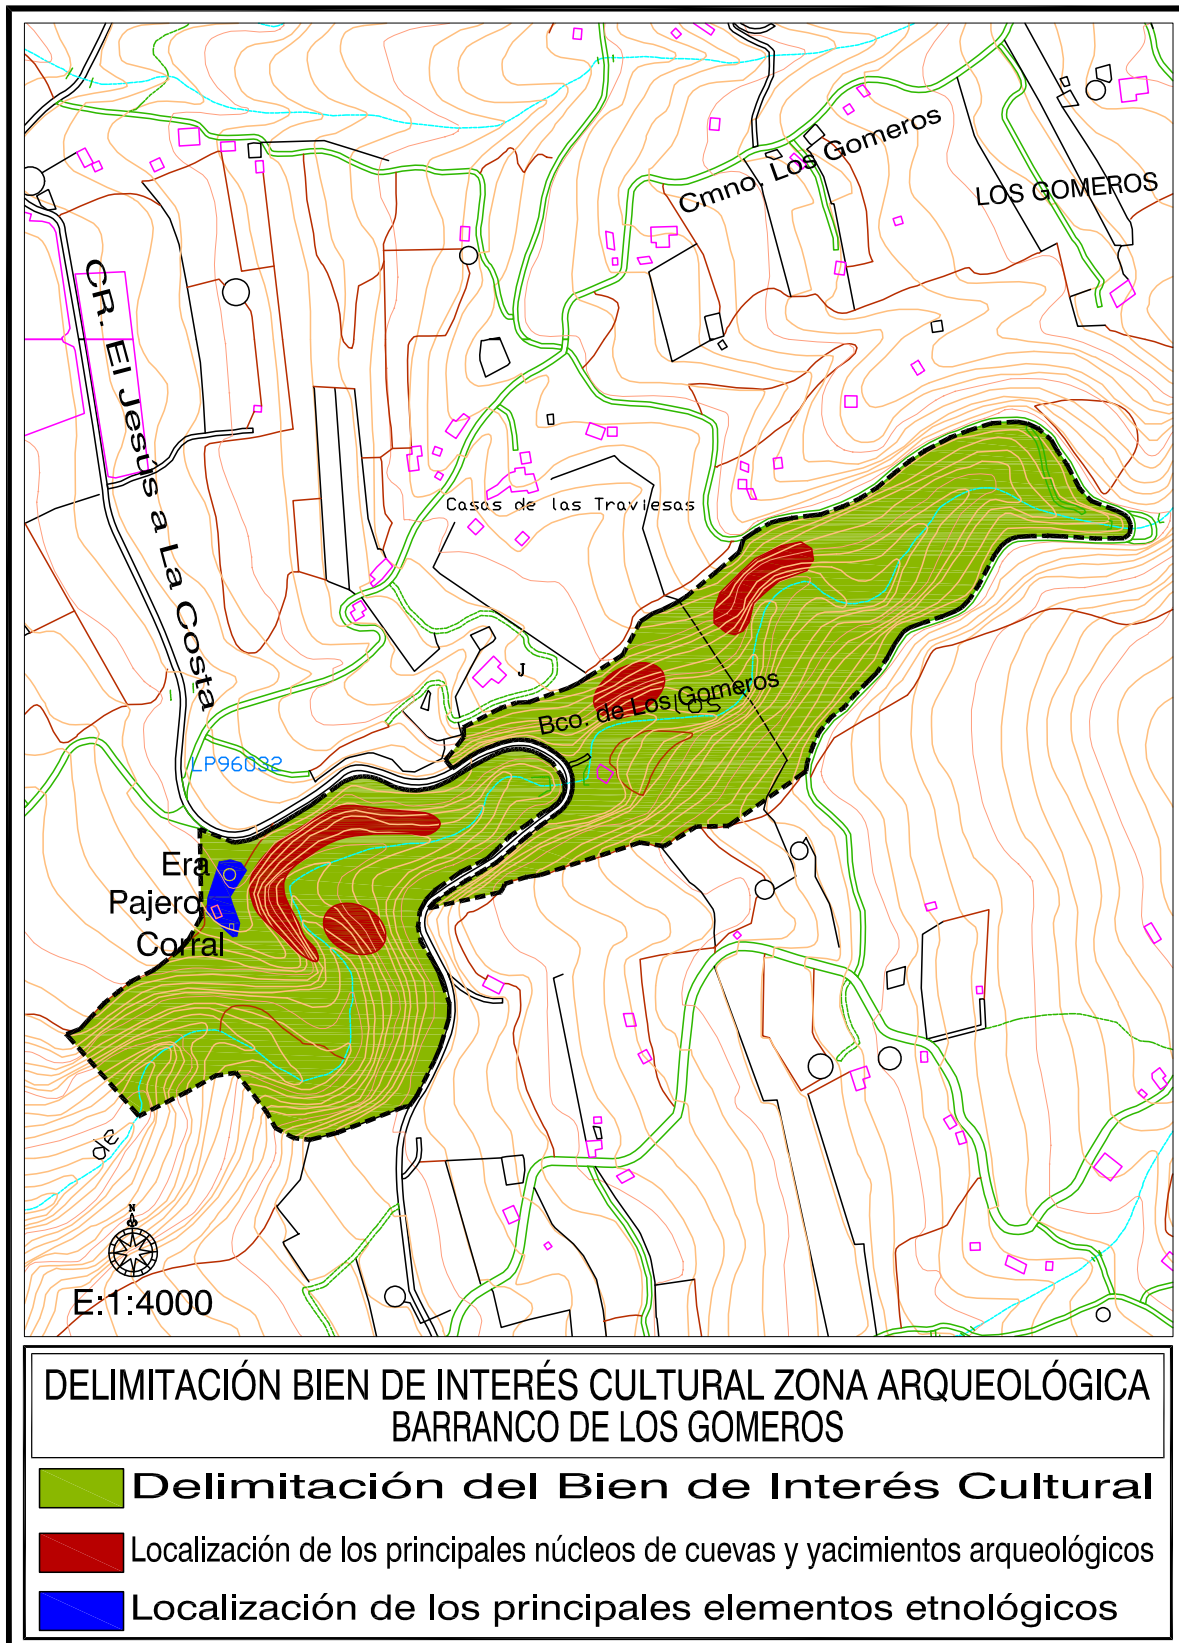 Cmno. Los Gomeros
LOS GOMEROS
CR. El Jesús a La Costa
Casas de las Traviesas
J
Bco. de Los Gomeros
los
LP96032
Era
Pajero
Corral
de
N
E:1:4000
DELIMITACIÓN BIEN DE INTERÉS CULTURAL ZONA ARQUEOLÓGICA
BARRANCO DE LOS GOMEROS
Delimitación del Bien de Interés Cultural
Localización de los principales núcleos de cuevas y yacimientos arqueológicos
Localización de los principales elementos etnológicos